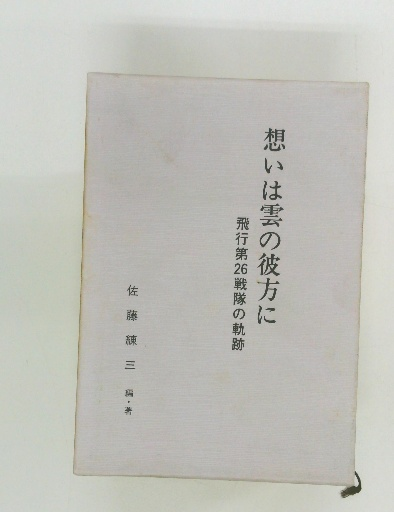 想いは雲の彼方に
飛行第26戦隊の軌跡
佐藤練三 編・著